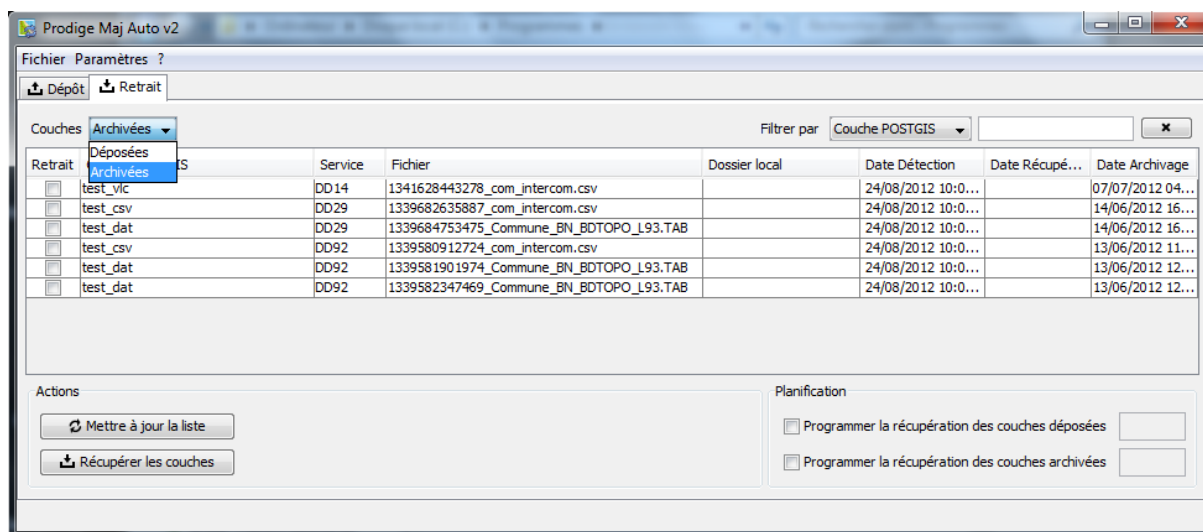 Prodige Maj Auto v2
Fichier Paramètres ?
Dépôt Retrait
Couches Archivées Filtrer par Couche POSTGIS
Déposées
Archivées
Retrait IS Service Fichier Dossier local Date Détection Date Récupé... Date Archivage
test_vlc DD14 1341628443278_com_intercom.csv 24/08/2012 10:0... 07/07/2012 04...
test_csv DD29 1339682635887_com_intercom.csv 24/08/2012 10:0... 14/06/2012 16...
test_dat DD29 1339684753475_Commune_BN_BDTOPO_L93.TAB 24/08/2012 10:0... 14/06/2012 16...
test_csv DD92 1339580912724_com_intercom.csv 24/08/2012 10:0... 13/06/2012 11...
test_dat DD92 1339581901974_Commune_BN_BDTOPO_L93.TAB 24/08/2012 10:0... 13/06/2012 12...
test_dat DD92 1339582347469_Commune_BN_BDTOPO_L93.TAB 24/08/2012 10:0... 13/06/2012 12...
Actions Planification
Mettre à jour la liste Programmer la récupération des couches déposées
Récupérer les couches Programmer la récupération des couches archivées